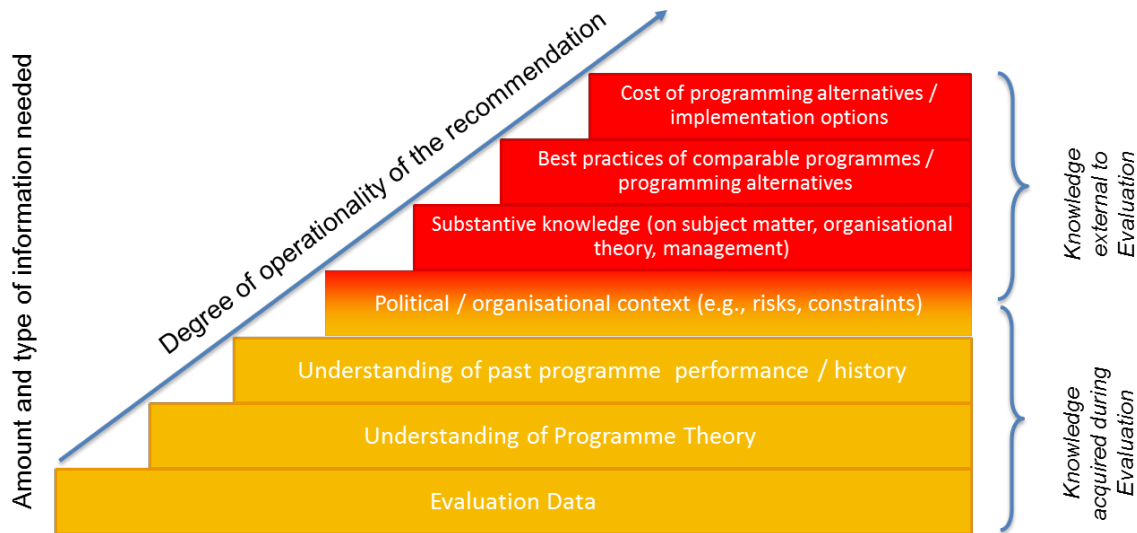 Amount and type of information needed
Degree of operationality of the recommendation
Cost of programming alternatives /
implementation options
Best practices of comparable programmes /
programming alternatives
Substantive knowledge (on subject matter, organisational
theory, management)
Political / organisational context (e.g., risks, constraints)
Understanding of past programme performance / history
Understanding of Programme Theory
Evaluation Data
Knowledge
external to
Evaluation
Knowledge
acquired during
Evaluation